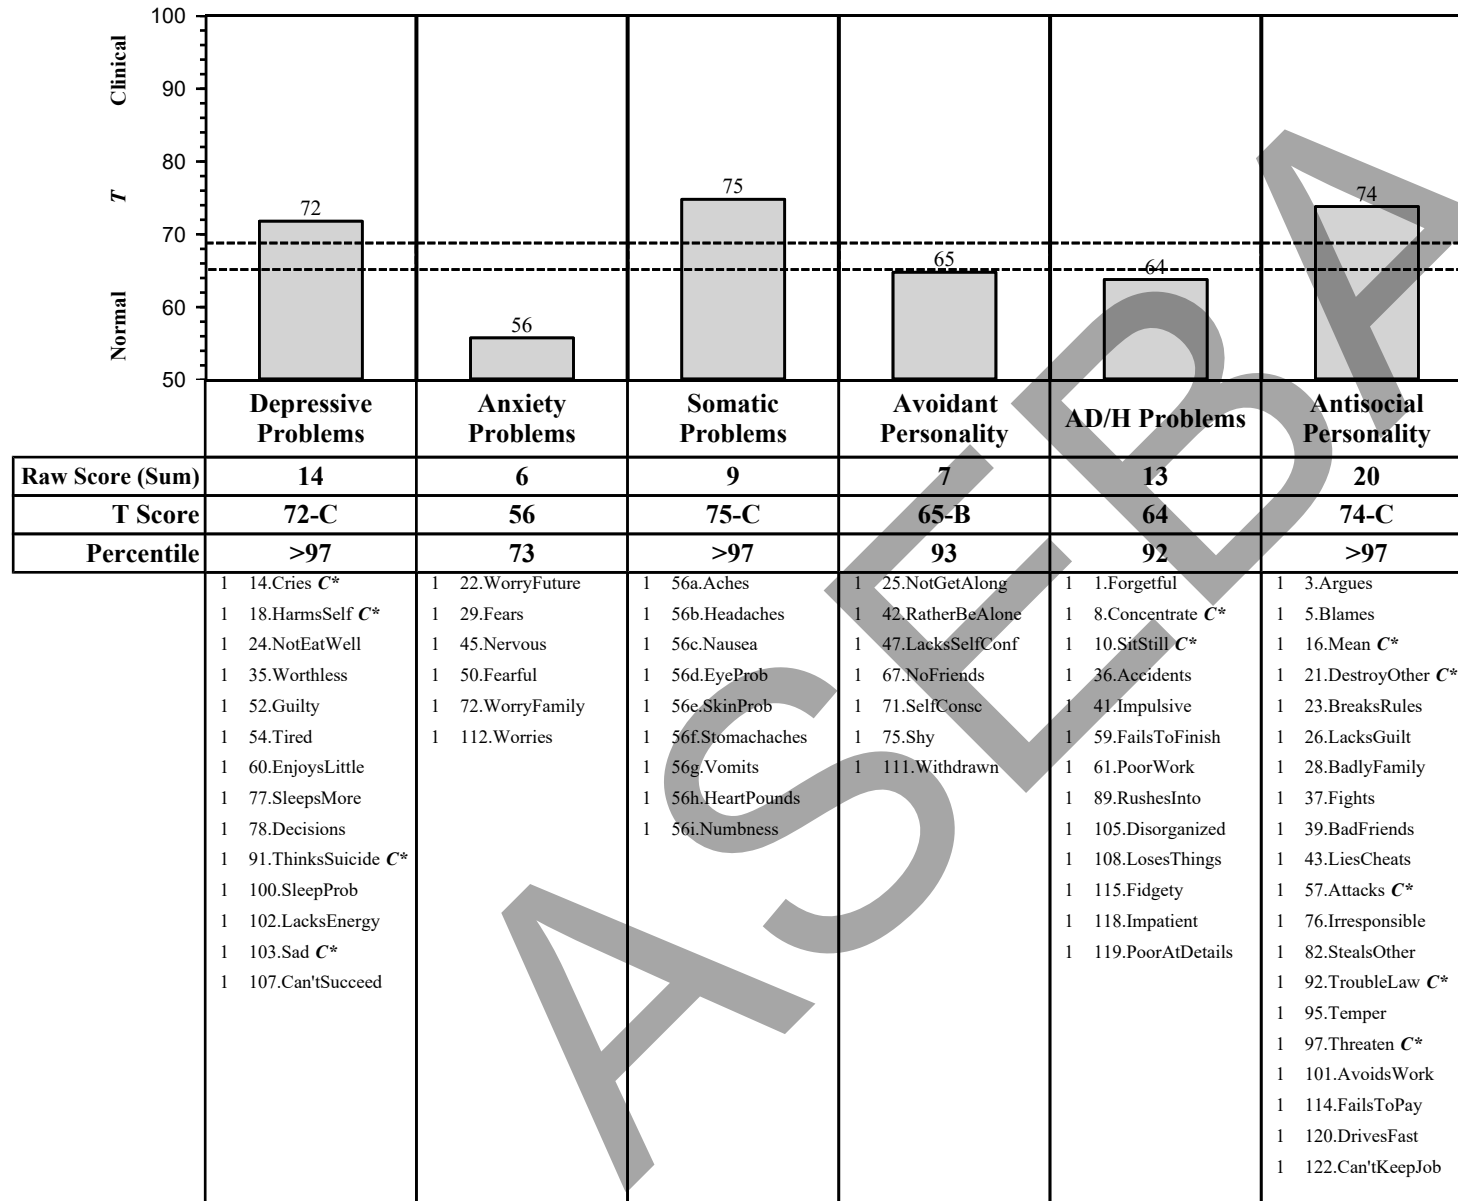 100
90
80
70
60
50
Clinical
T
Normal
72
56
75
65
64
74
Depressive Problems
Anxiety Problems
Somatic Problems
Avoidant Personality
AD/H Problems
Antisocial Personality
Raw Score (Sum) 14 6 9 7 13 20
T Score 72-C 56 75-C 65-B 64 74-C
Percentile >97 73 >97 93 92 >97
1 14.Cries C*
1 18.HarmsSelf C*
1 24.NotEatWell
1 35.Worthless
1 52.Guilty
1 54.Tired
1 60.EnjoysLittle
1 77.SleepsMore
1 78.Decisions
1 91.ThinksSuicide C*
1 100.SleepProb
1 102.LacksEnergy
1 103.Sad C*
1 107.Can'tSucceed
1 22.WorryFuture
1 29.Fears
1 45.Nervous
1 50.Fearful
1 72.WorryFamily
1 112.Worries
1 56a.Aches
1 56b.Headaches
1 56c.Nausea
1 56d.EyeProb
1 56e.SkinProb
1 56f.Stomachaches
1 56g.Vomits
1 56h.HeartPounds
1 56i.Numbness
1 25.NotGetAlong
1 42.RatherBeAlone
1 47.LacksSelfConf
1 67.NoFriends
1 71.SelfConsc
1 75.Shy
1 111.Withdrawn
1 1.Forgetful
1 8.Concentrate C*
1 10.SitStill C*
1 36.Accidents
1 41.Impulsive
1 59.FailsToFinish
1 61.PoorWork
1 89.RushesInto
1 105.Disorganized
1 108.LosesThings
1 115.Fidgety
1 118.Impatient
1 119.PoorAtDetails
1 3.Argues
1 5.Blames
1 16.Mean C*
1 21.DestroyOther C*
1 23.BreaksRules
1 26.LacksGuilt
1 28.BadlyFamily
1 37.Fights
1 39.BadFriends
1 43.LiesCheats
1 57.Attacks C*
1 76.Irresponsible
1 82.StealsOther
1 92.TroubleLaw C*
1 95.Temper
1 97.Threaten C*
1 101.AvoidsWork
1 114.FailsToPay
1 120.DrivesFast
1 122.Can'tKeepJob
ASEBA